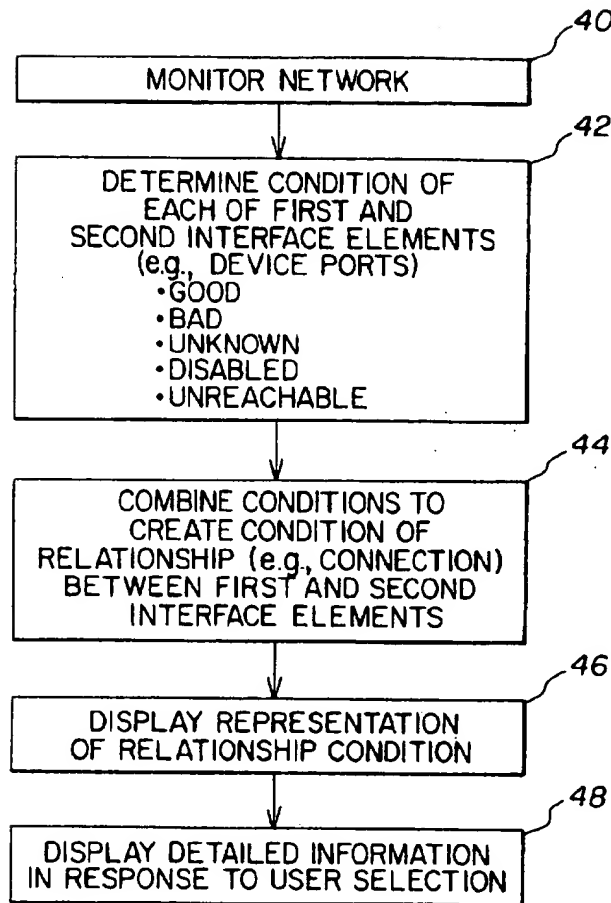 40
MONITOR NETWORK
42
DETERMINE CONDITION OF
EACH OF FIRST AND
SECOND INTERFACE ELEMENTS
(e.g., DEVICE PORTS)
•GOOD
•BAD
•UNKNOWN
•DISABLED
•UNREACHABLE
44
COMBINE CONDITIONS TO
CREATE CONDITION OF
RELATIONSHIP (e.g., CONNECTION)
BETWEEN FIRST AND SECOND
INTERFACE ELEMENTS
46
DISPLAY REPRESENTATION
OF RELATIONSHIP CONDITION
48
DISPLAY DETAILED INFORMATION
IN RESPONSE TO USER SELECTION